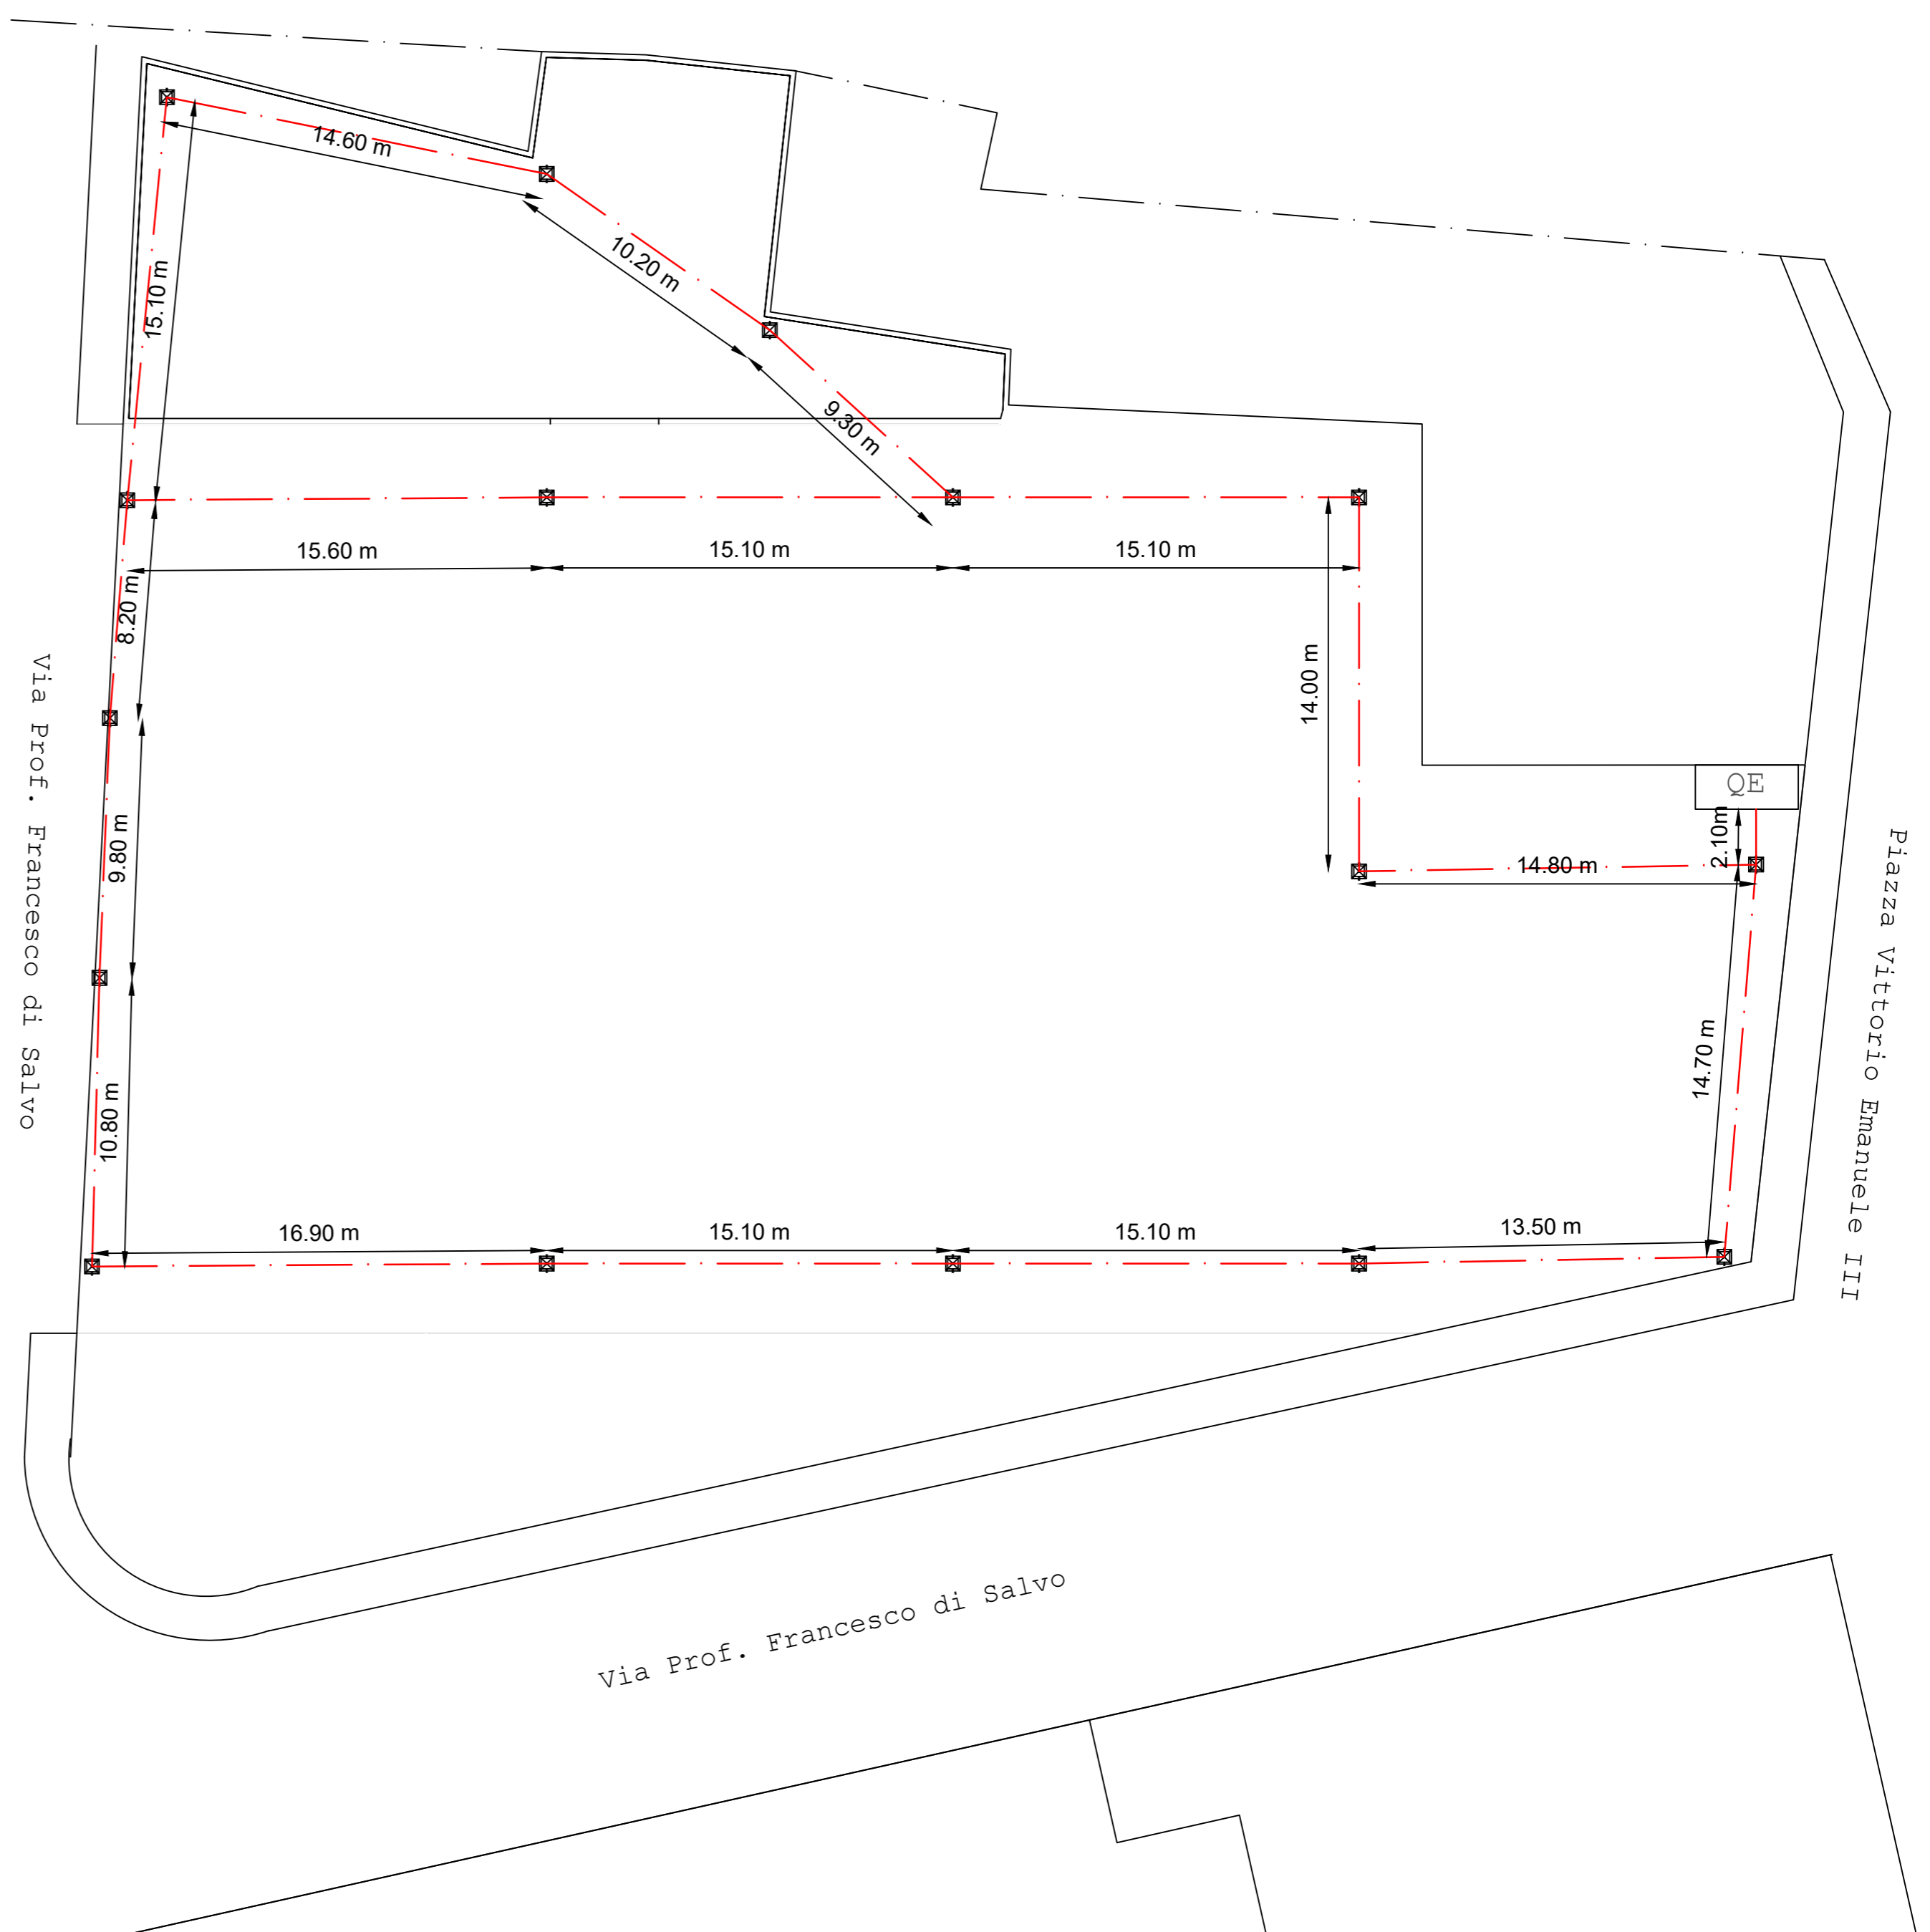 14.60 m
10.20 m
15.10 m
9.30 m
15.60 m
15.10 m
15.10 m
8.20 m
14.00 m
Via Prof. Francesco di Salvo
QE
2.10m
9.80 m
14.80 m
Piazza Vittorio Emanuele III
14.70 m
10.80 m
16.90 m
15.10 m
15.10 m
13.50 m
Via Prof. Francesco di Salvo